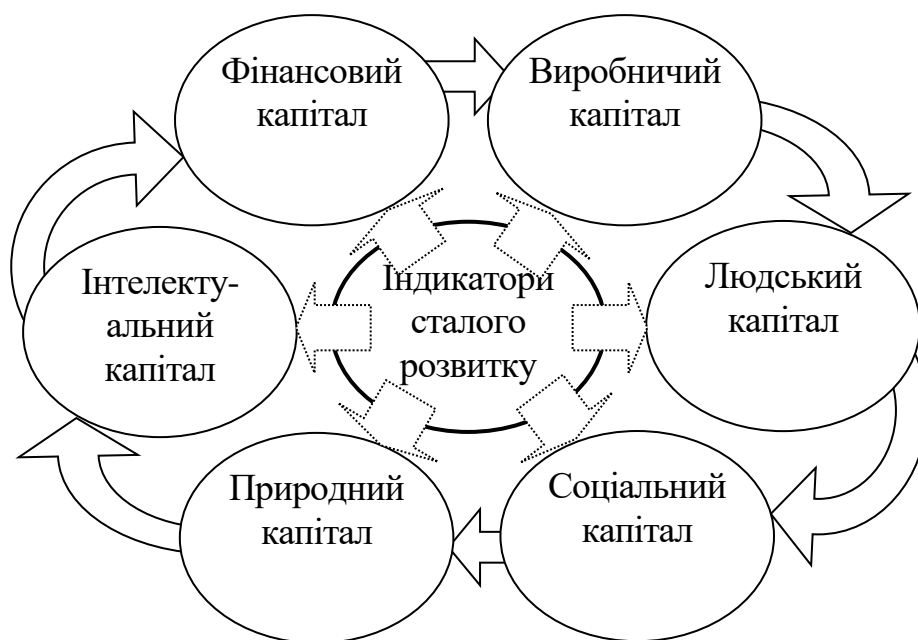 Фінансовий
капітал
Виробничий
капітал
Людський
капітал
Соціальний
капітал
Природний
капітал
Інтелекту-
альний
капітал
Індикатори
сталого
розвитку